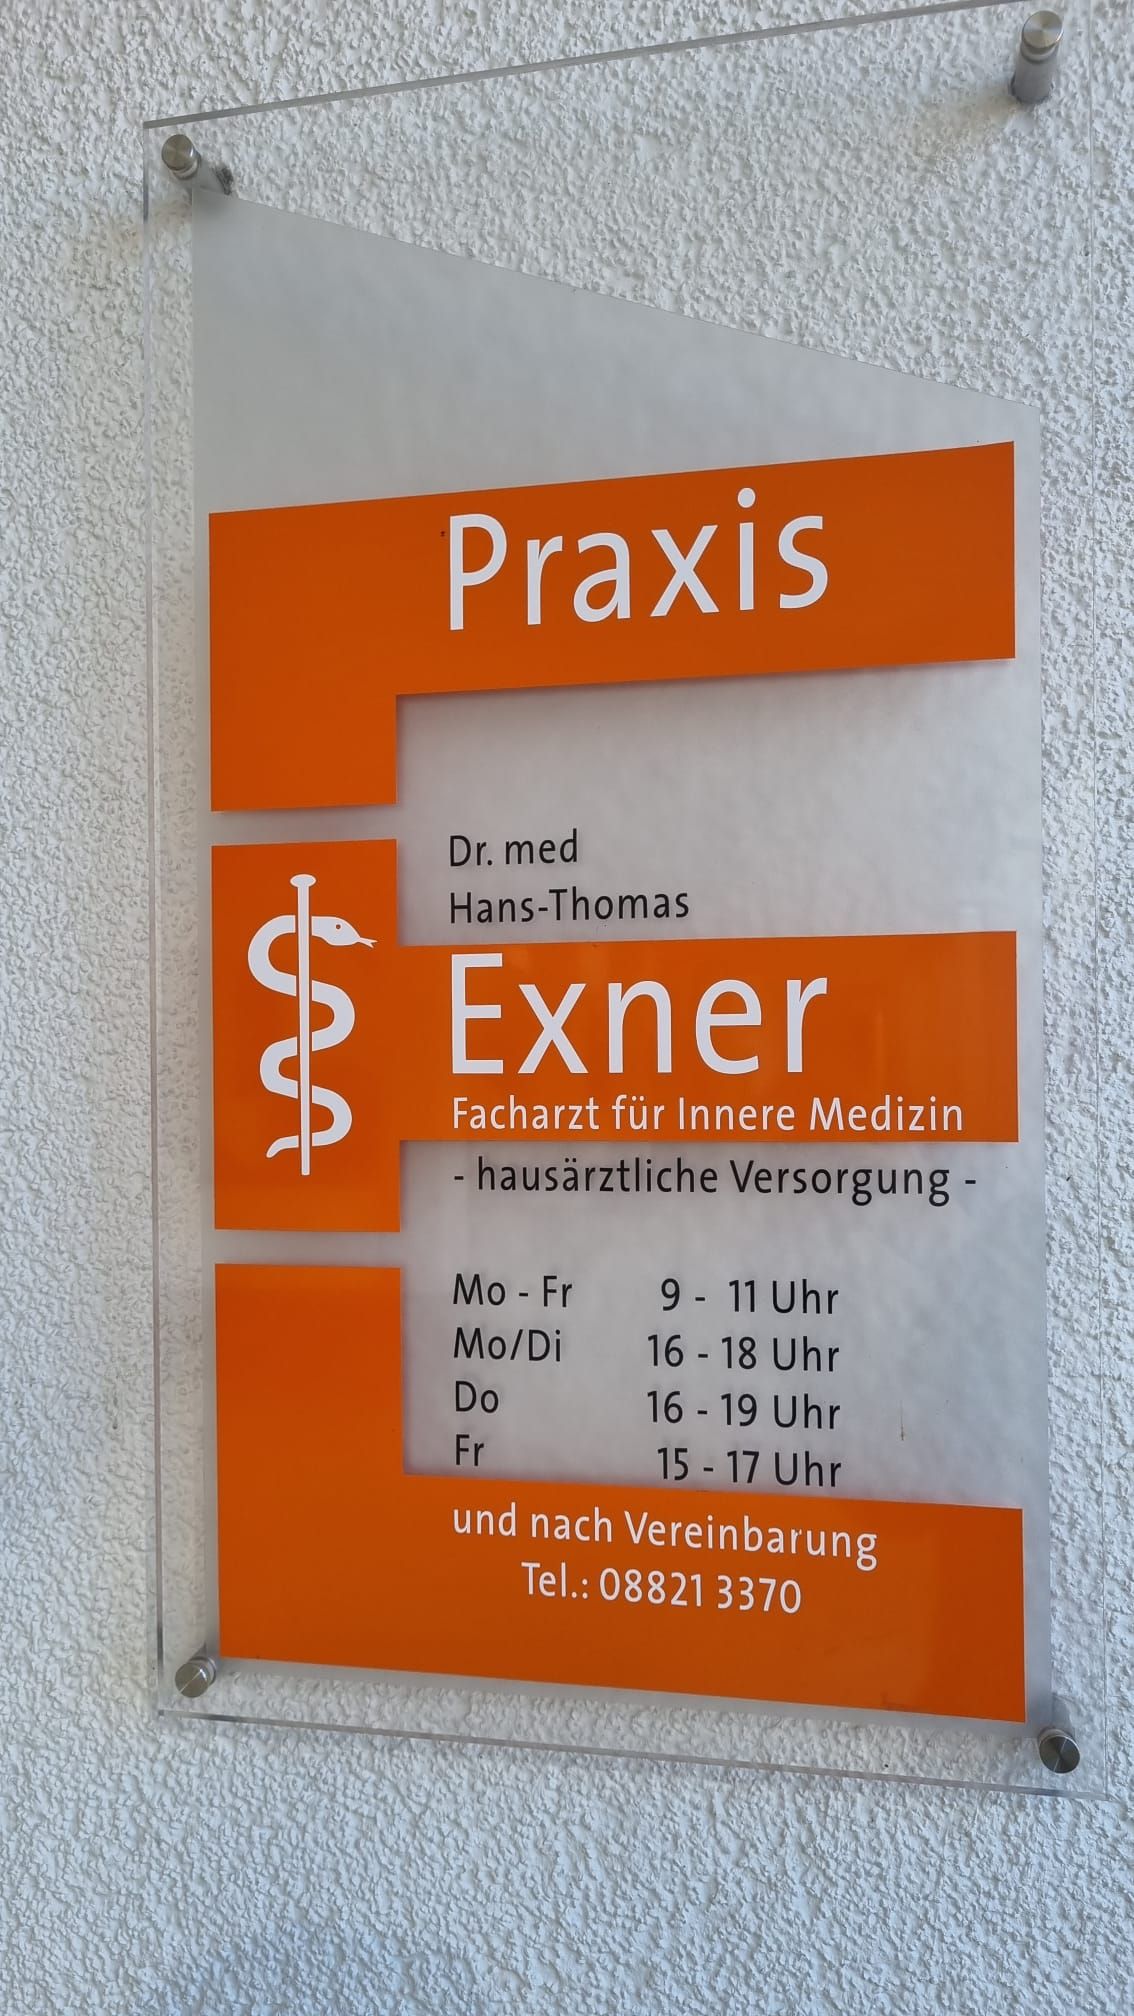 Praxis
Dr. med
Hans-Thomas
Exner
Facharzt für Innere Medizin
- hausärztliche Versorgung -
Mo - Fr 9 - 11 Uhr
Mo/Di 16 - 18 Uhr
Do 16 - 19 Uhr
Fr 15 - 17 Uhr
und nach Vereinbarung
Tel.: 08821 3370